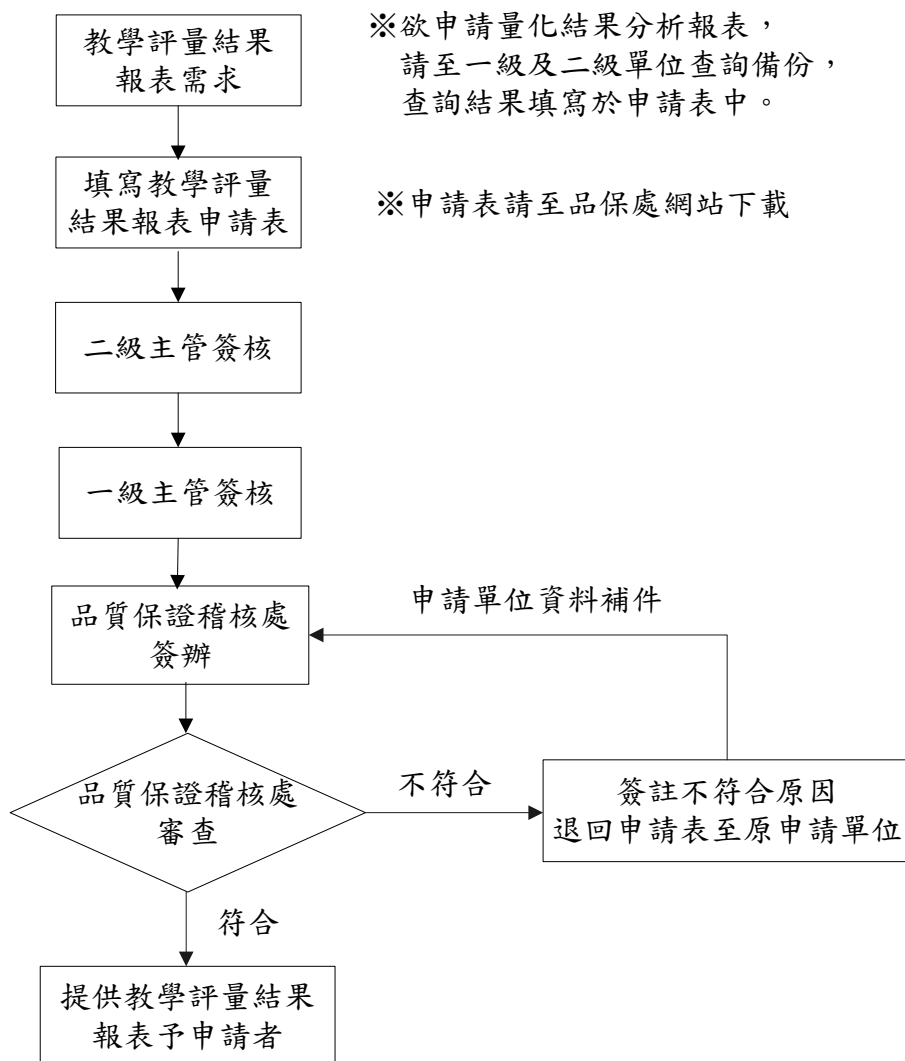 教學評量結果
報表需求
※欲申請量化結果分析報表，
請至一級及二級單位查詢備份，
查詢結果填寫於申請表中。
填寫教學評量
結果報表申請表
※申請表請至品保處網站下載
二級主管簽核
一級主管簽核
品質保證稽核處
簽辦
申請單位資料補件
品質保證稽核處
審查
不符合
簽註不符合原因
退回申請表至原申請單位
符合
提供教學評量結果
報表予申請者